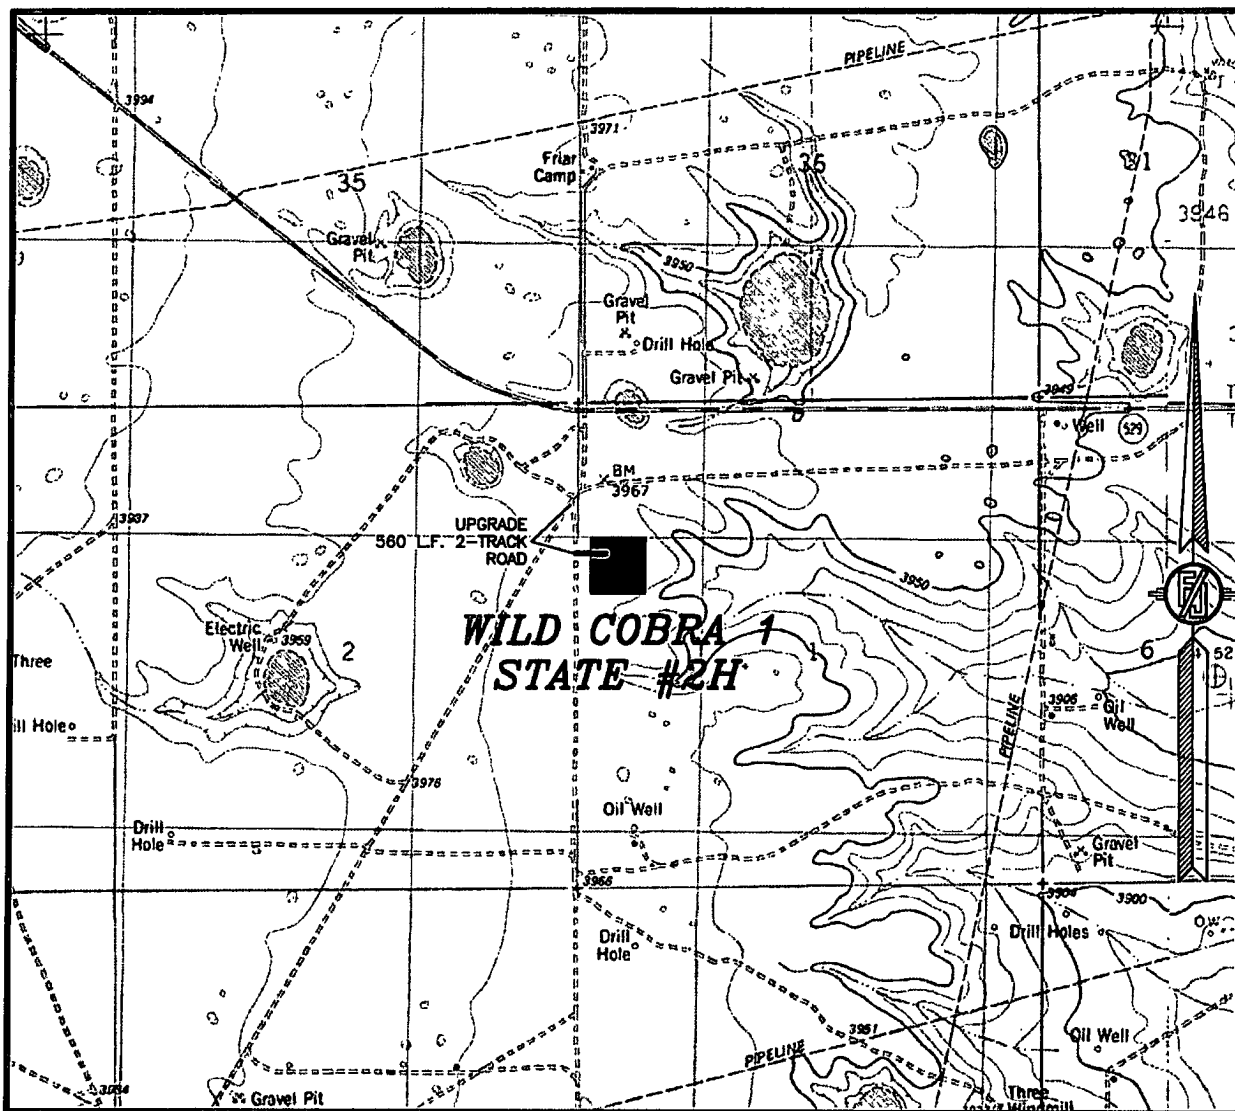 PIPELINE
3994
3971
Friar
Camp
35
36
31
3946
Gravel
Pit
3950
Gravel
Pit
Drill Hole
Gravel Pit
3949
Well
529
BM
3967
3937
UPGRADE
560 L.F. 2-TRACK
ROAD
3950
WILD COBRA 1
STATE #2H
Electric
Well
3959
2
1
6
52
Three
ill Hole
3906
Oil
Well
PIPELINE
3976
Oil Well
Drill
Hole
Gravel
Pit
3966
3904
3900
Drill
Hole
Drill Holes
OW
3951
Oil Well
PIPELINE
Gravel Pit
Three
Windmill